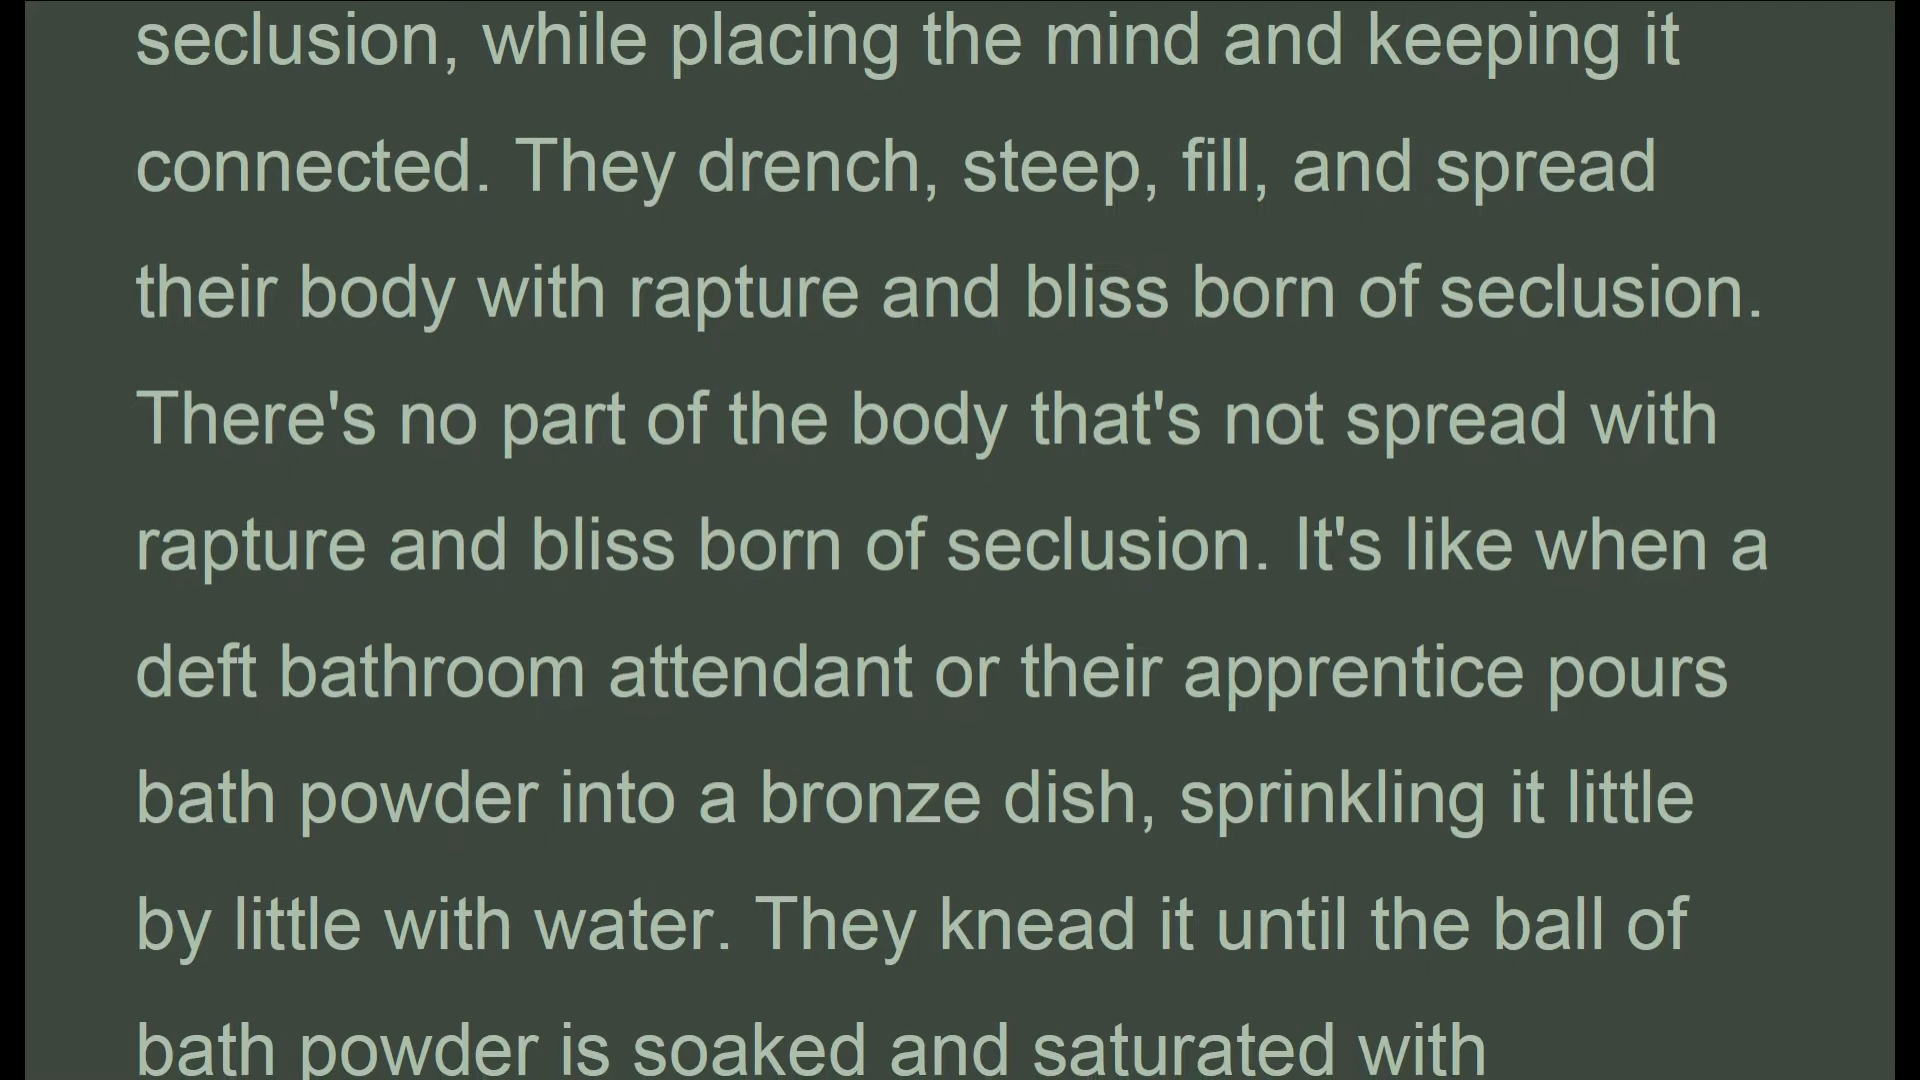 seclusion, while placing the mind and keeping it
connected. They drench, steep, fill, and spread
their body with rapture and bliss born of seclusion.
There's no part of the body that's not spread with
rapture and bliss born of seclusion. It's like when a
deft bathroom attendant or their apprentice pours
bath powder into a bronze dish, sprinkling it little
by little with water. They knead it until the ball of
bath powder is soaked and saturated with